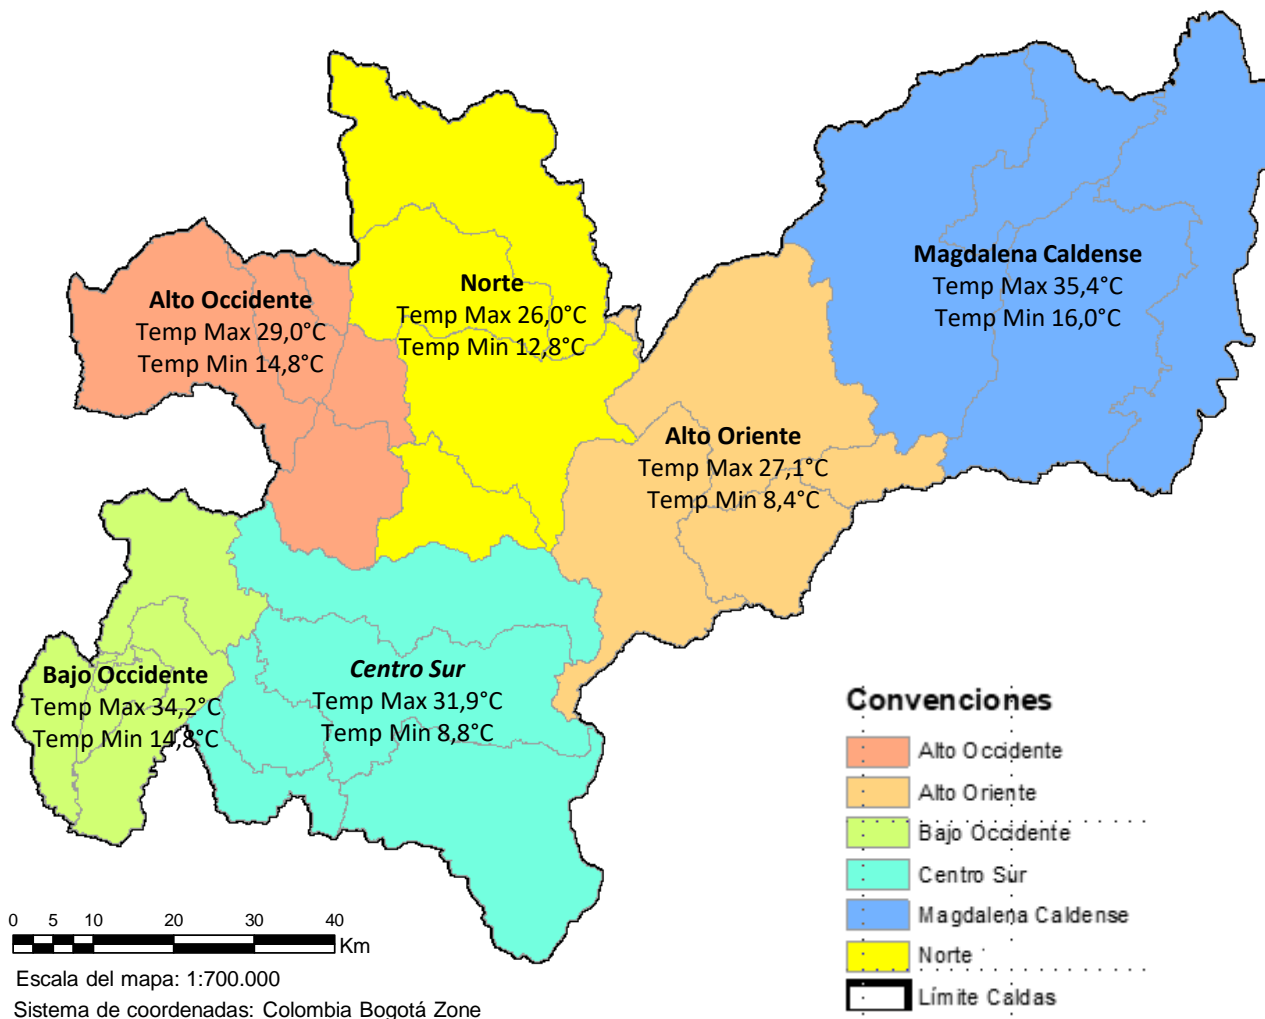 Magdalena Caldense
Temp Max 35,4°C
Temp Min 16,0°C
Norte
Temp Max 26,0°C
Temp Min 12,8°C
Alto Occidente
Temp Max 29,0°C
Temp Min 14,8°C
Alto Oriente
Temp Max 27,1°C
Temp Min 8,4°C
Bajo Occidente
Temp Max 34,2°C
Temp Min 14,8°C
Centro Sur
Temp Max 31,9°C
Temp Min 8,8°C
Convenciones
Alto Occidente
Alto Oriente
Bajo Occidente
Centro Sur
Magdalena Caldense
Norte
Límite Caldas
0 5 10 20 30 40
Km
Escala del mapa: 1:700.000
Sistema de coordenadas: Colombia Bogotá Zone